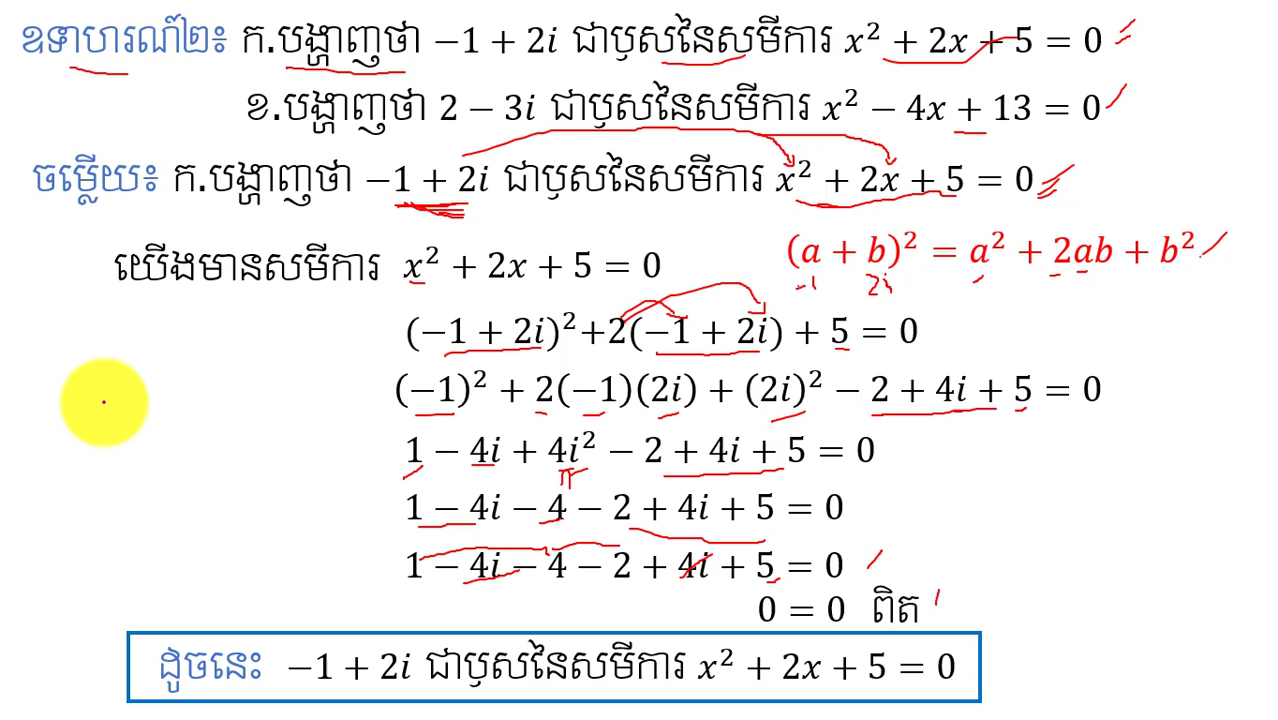 ឧទាហរណ៍២៖ ក.បង្ហាញថា −1 + 2i ជាឫសនៃសមីការ x² + 2x + 5 = 0
ខ.បង្ហាញថា 2 − 3i ជាឫសនៃសមីការ x² − 4x + 13 = 0
ចម្លើយ៖ ក.បង្ហាញថា −1 + 2i ជាឫសនៃសមីការ x² + 2x + 5 = 0
យើងមានសមីការ x² + 2x + 5 = 0
(a + b)² = a² + 2ab + b²
-1 2i
(−1 + 2i)²+2(−1 + 2i) + 5 = 0
(−1)² + 2(−1)(2i) + (2i)² − 2 + 4i + 5 = 0
1 − 4i + 4i² − 2 + 4i + 5 = 0
1 − 4i − 4 − 2 + 4i + 5 = 0
1 − 4i − 4 − 2 + 4i + 5 = 0
0 = 0 ពិត
ដូចនេះ −1 + 2i ជាឫសនៃសមីការ x² + 2x + 5 = 0